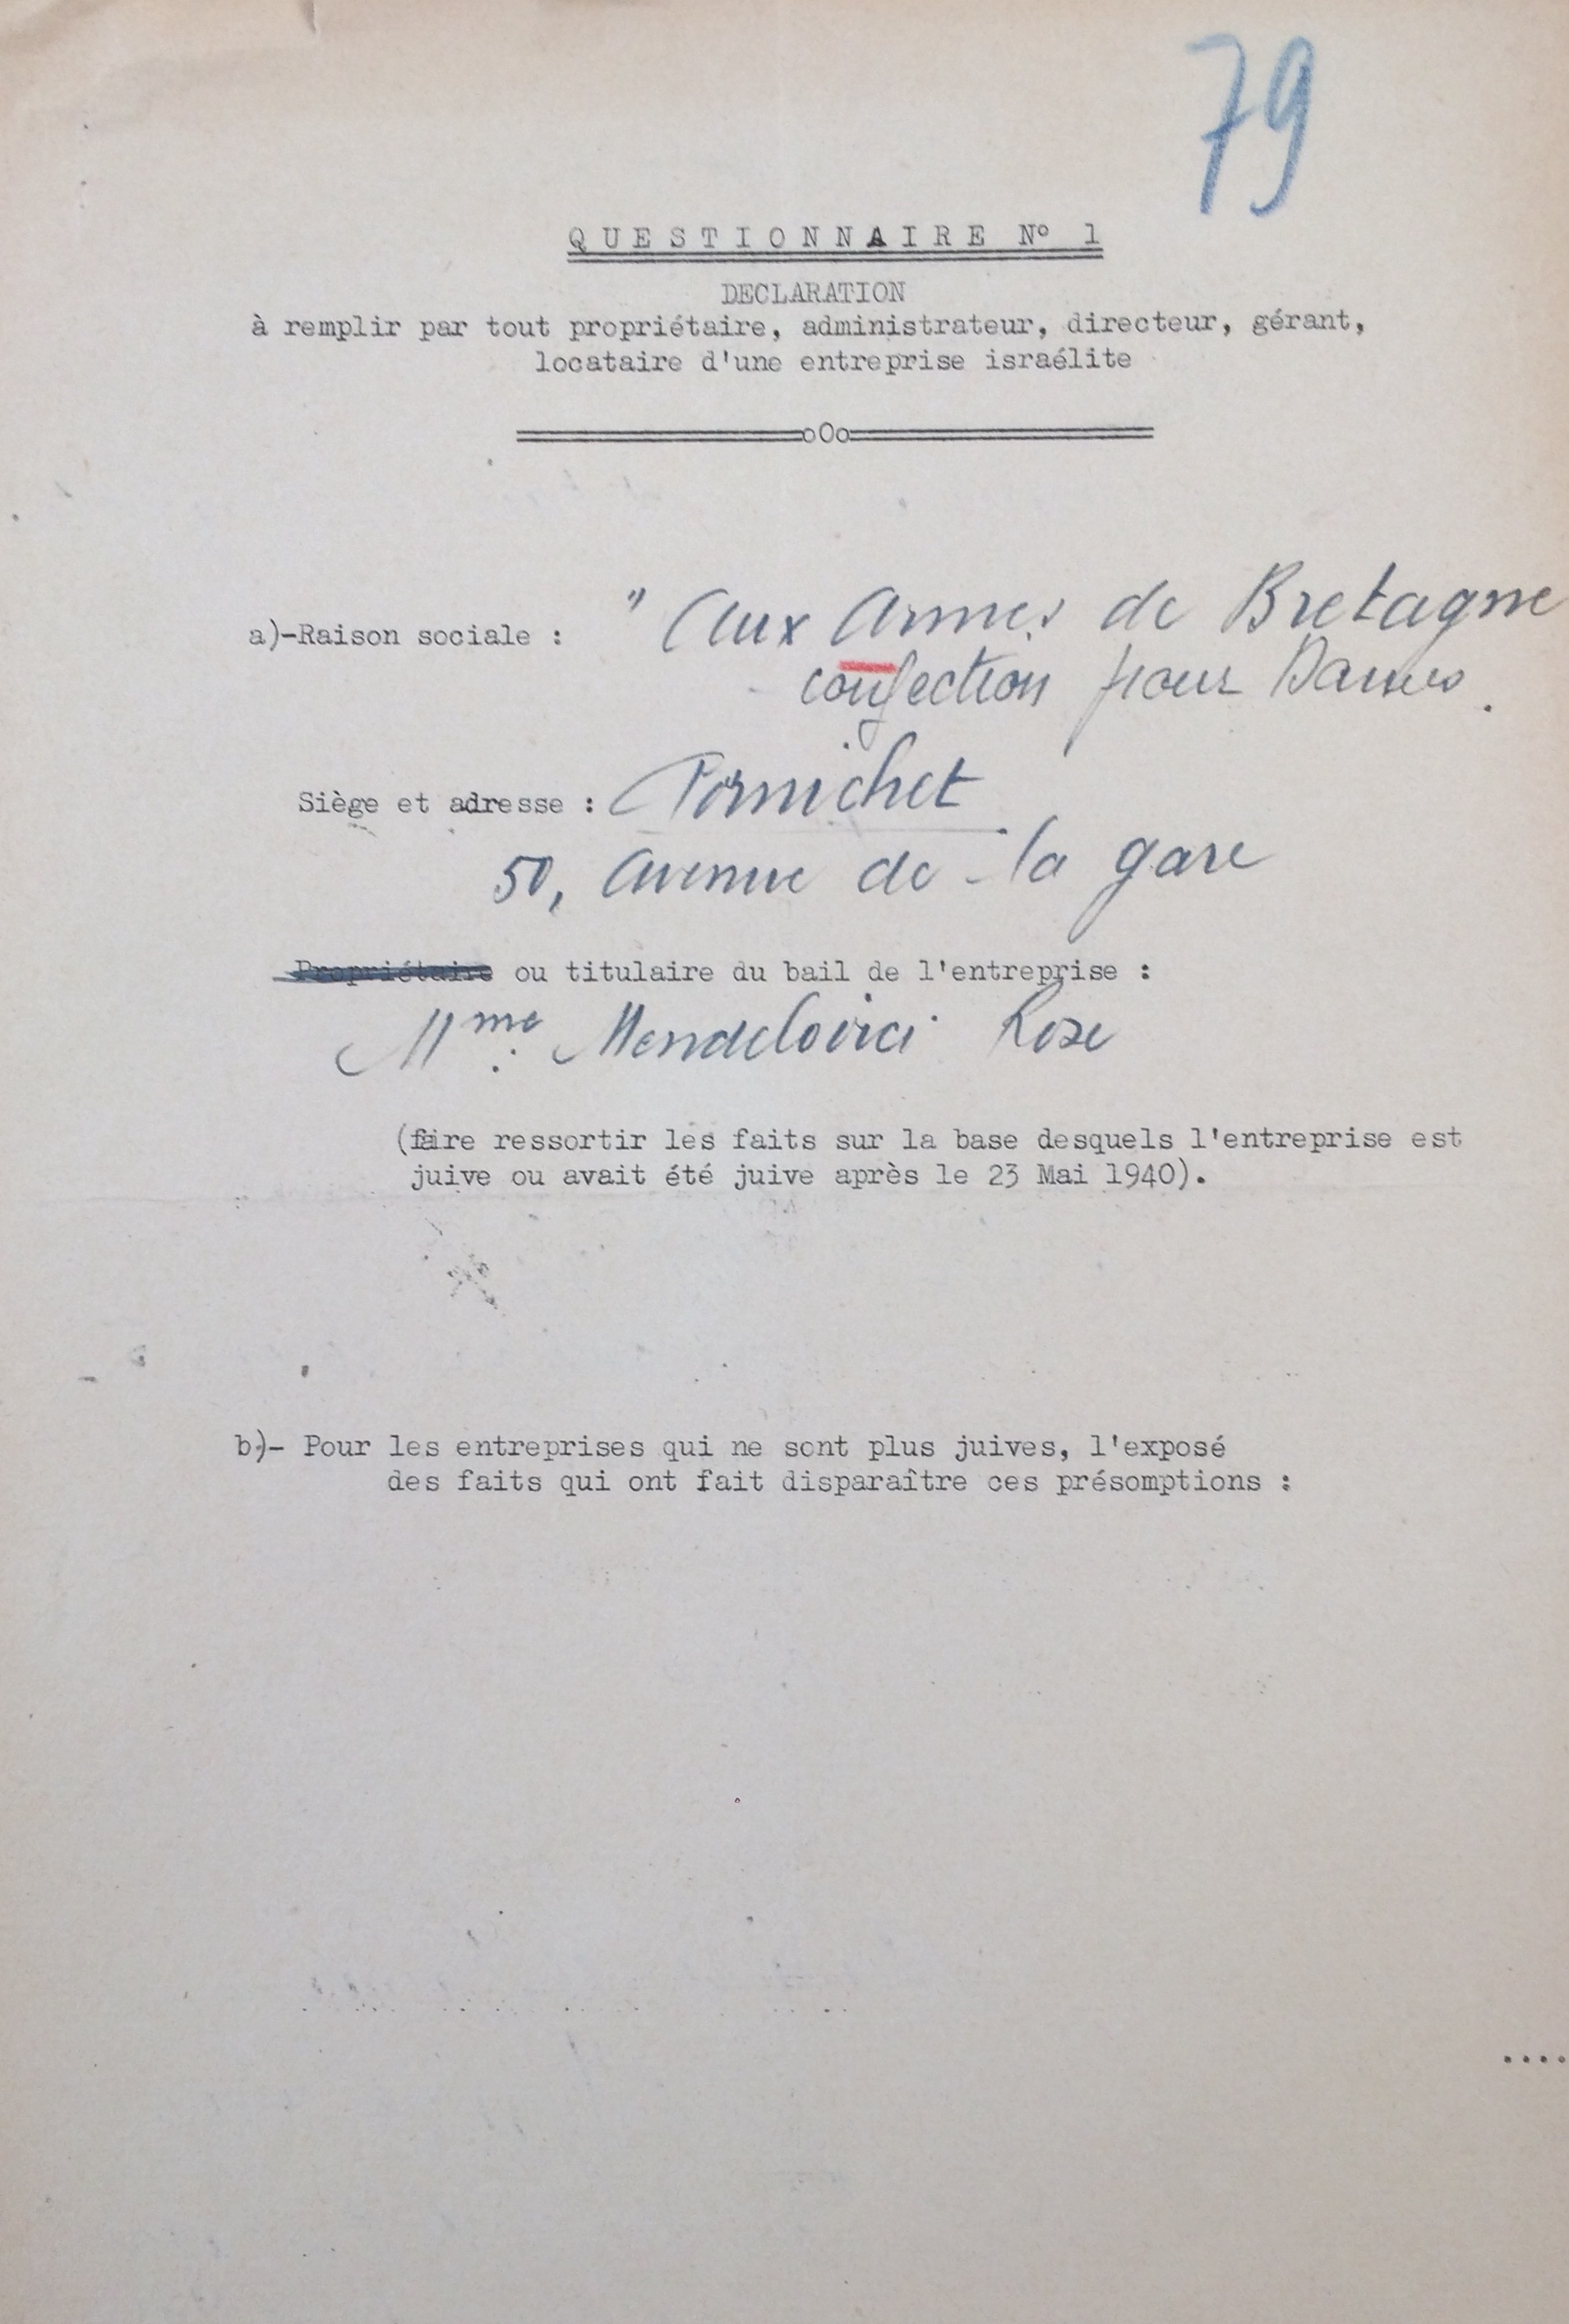 79
QUESTIONNAIRE N° 1
DECLARATION
à remplir par tout propriétaire, administrateur, directeur, gérant,
locataire d'une entreprise israélite
oOo
a)-Raison sociale : " Aux Armes de Bretagne
confection pour Dames.
Siège et adresse : Pornichet
50, Avenue de la gare
Propriétaire ou titulaire du bail de l'entreprise :
Mme Mendelovici Rose
(faire ressortir les faits sur la base desquels l'entreprise est
juive ou avait été juive après le 23 Mai 1940).
b)- Pour les entreprises qui ne sont plus juives, l'exposé
des faits qui ont fait disparaître ces présomptions :
....